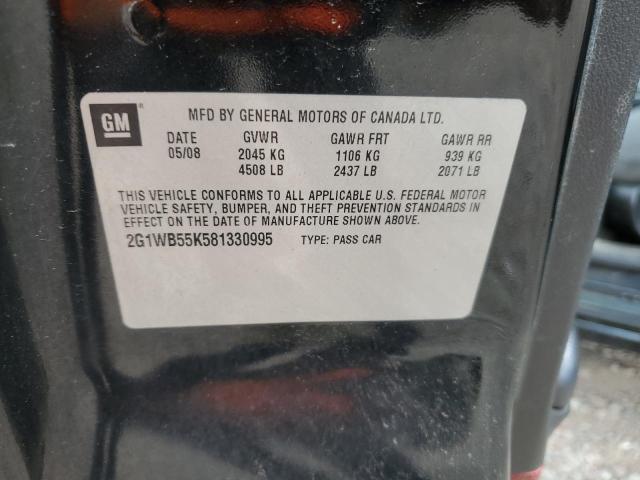 GM®
MFD BY GENERAL MOTORS OF CANADA LTD.
DATE GVWR GAWR FRT GAWR RR
05/08 2045 KG 1106 KG 939 KG
4508 LB 2437 LB 2071 LB
THIS VEHICLE CONFORMS TO ALL APPLICABLE U.S. FEDERAL MOTOR
VEHICLE SAFETY, BUMPER, AND THEFT PREVENTION STANDARDS IN
EFFECT ON THE DATE OF MANUFACTURE SHOWN ABOVE.
2G1WB55K581330995 TYPE: PASS CAR